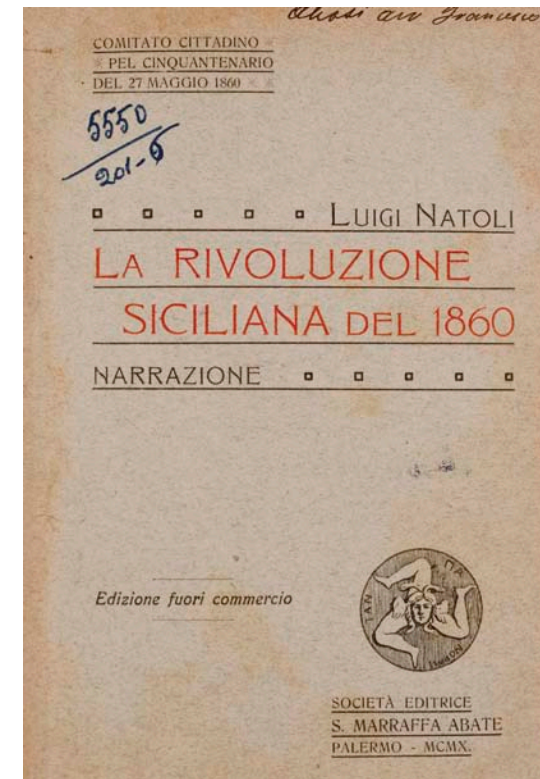 COMITATO CITTADINO
PEL CINQUANTENARIO
DEL 27 MAGGIO 1860
5550
201-6
LUIGI NATOLI
LA RIVOLUZIONE
SICILIANA DEL 1860
NARRAZIONE
Edizione fuori commercio
SOCIETÀ EDITRICE
S. MARRAFFA ABATE
PALERMO - MCMX.